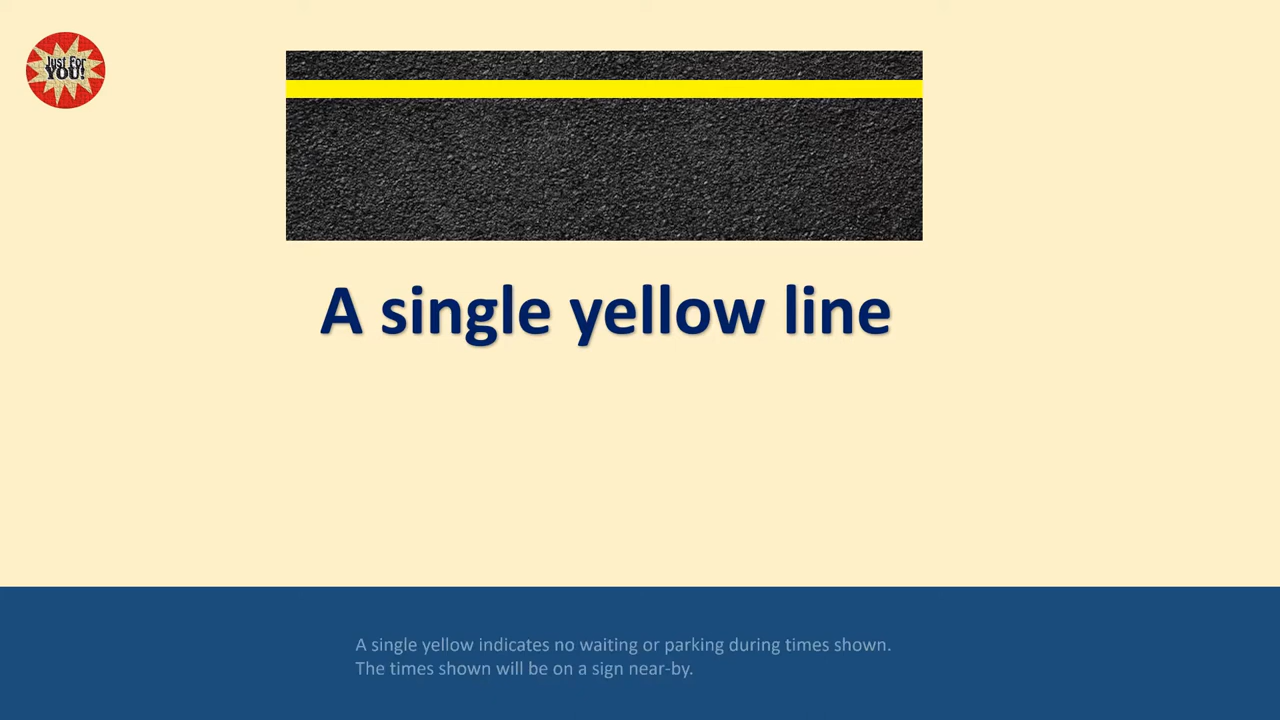 Just For
YOU!
A single yellow line
A single yellow indicates no waiting or parking during times shown.
The times shown will be on a sign near-by.